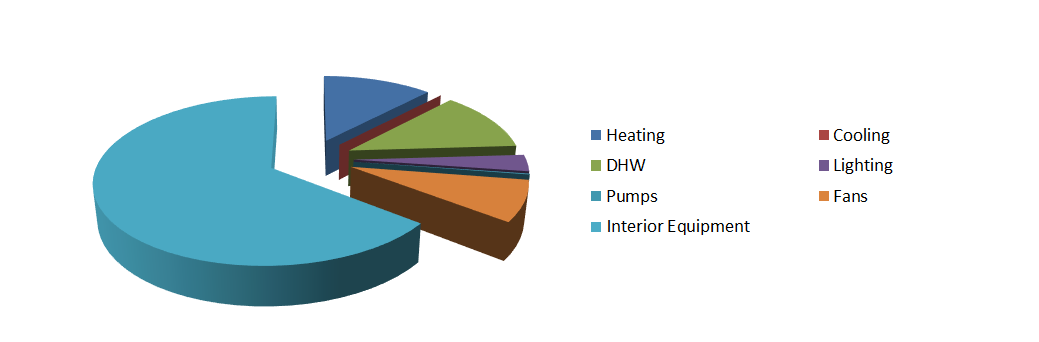 Heating Cooling
DHW Lighting
Pumps Fans
Interior Equipment